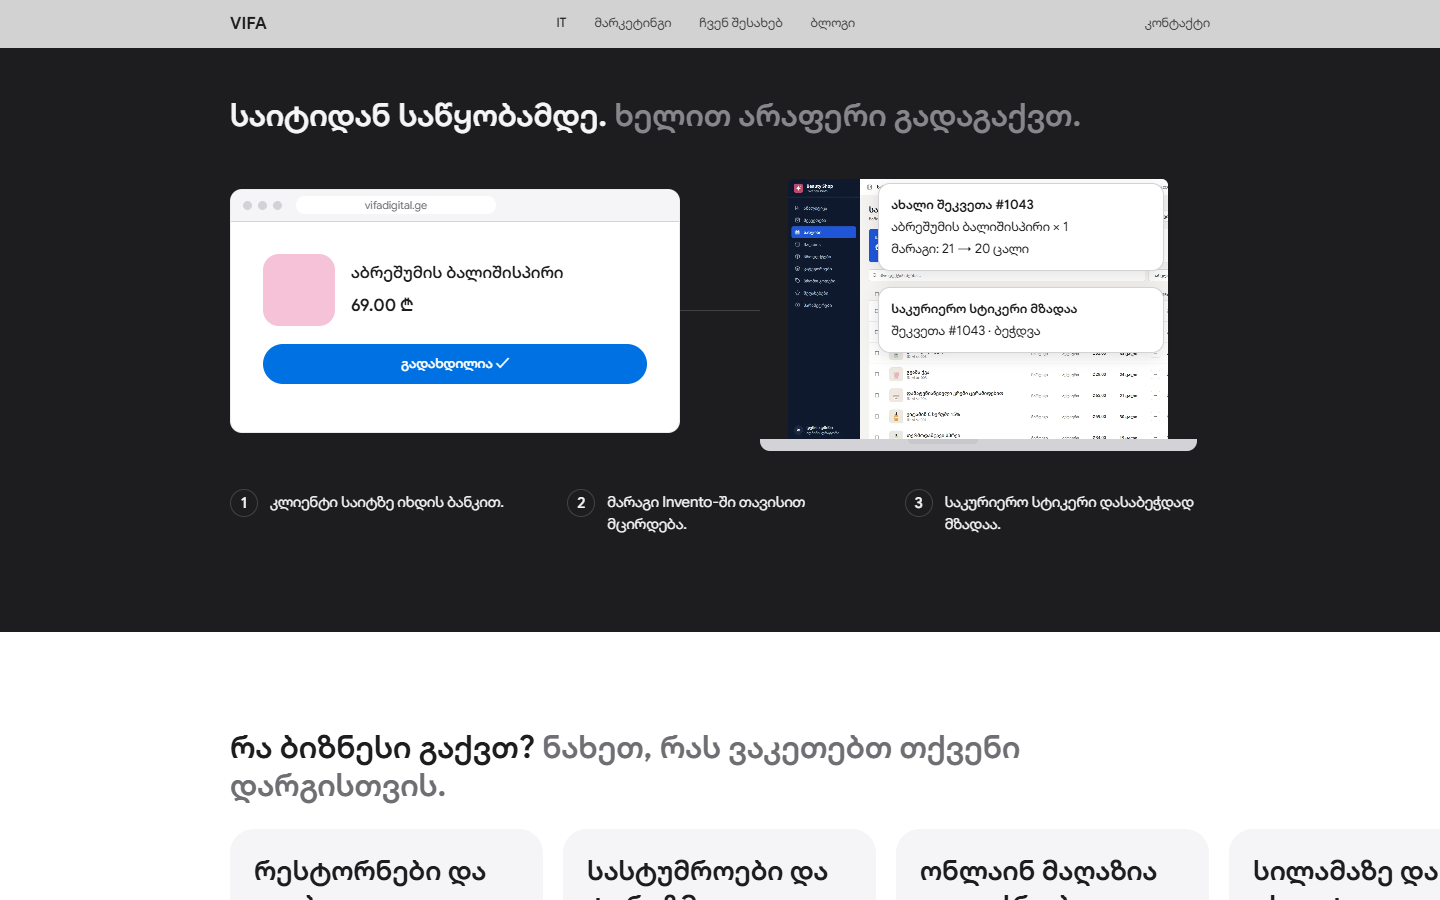 VIFA
IT
მარკეტინგი
ჩვენ შესახებ
ბლოგი
კონტაქტი
საიტიდან საწყობამდე. ხელით არაფერი გადაგაქვთ.
vifadigital.ge
აბრეშუმის ბალიშისპირი
69.00 ₾
გადახდილია ✓
Beauty Shop
ახალი შეკვეთა #1043
აბრეშუმის ბალიშისპირი × 1
მარაგი: 21 → 20 ცალი
საკურიერო სტიკერი მზადაა
შეკვეთა #1043 · ბეჭდვა
1 კლიენტი საიტზე იხდის ბანკით.
2 მარაგი Invento-ში თავისით
მცირდება.
3 საკურიერო სტიკერი დასაბეჭდად
მზადაა.
რა ბიზნესი გაქვთ? ნახეთ, რას ვაკეთებთ თქვენი
დარგისთვის.
რესტორნები და
სასტუმროები და
ონლაინ მაღაზია
სილამაზე და